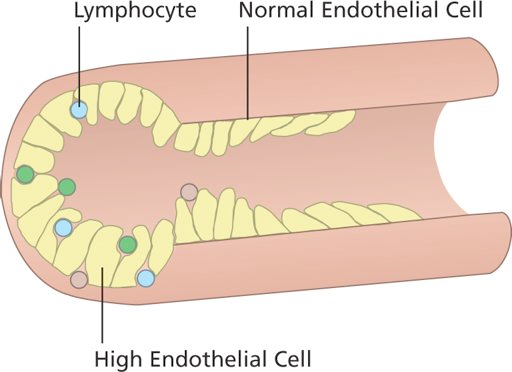 Lymphocyte
Normal Endothelial Cell
High Endothelial Cell